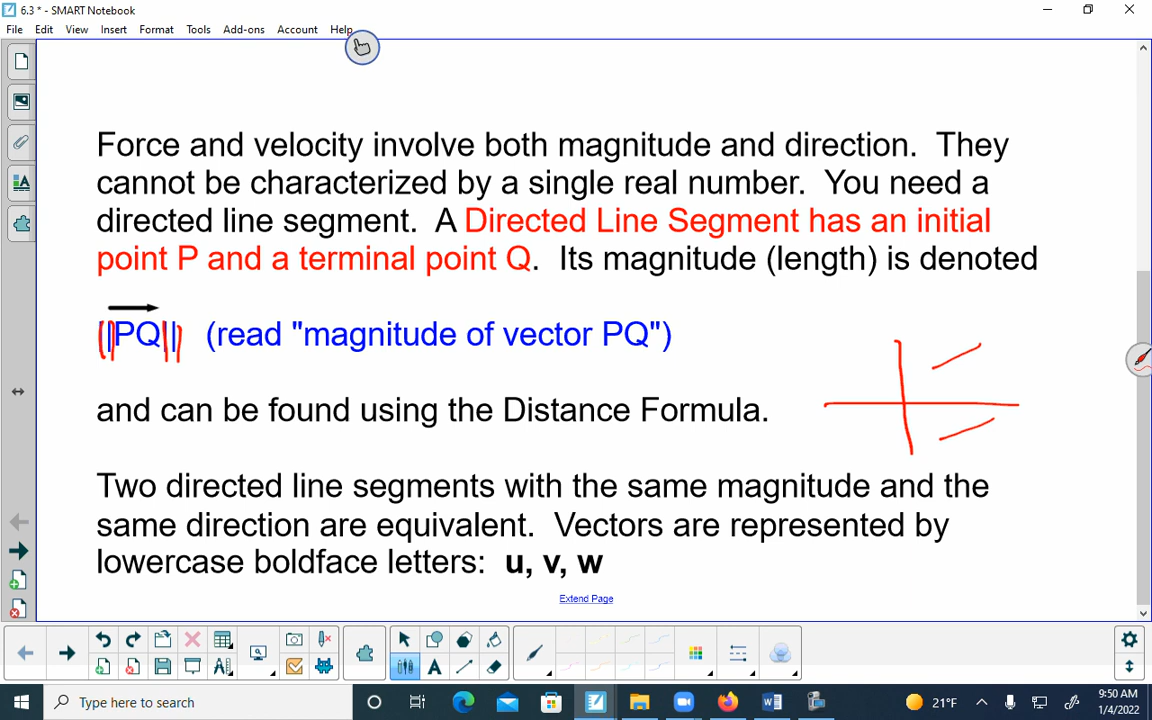 6.3 * - SMART Notebook
File Edit View Insert Format Tools Add-ons Account Help
Force and velocity involve both magnitude and direction. They
cannot be characterized by a single real number. You need a
directed line segment. A Directed Line Segment has an initial
point P and a terminal point Q. Its magnitude (length) is denoted
||PQ|| (read "magnitude of vector PQ")
and can be found using the Distance Formula.
Two directed line segments with the same magnitude and the
same direction are equivalent. Vectors are represented by
lowercase boldface letters: u, v, w
Extend Page
Type here to search
21°F
9:50 AM
1/4/2022